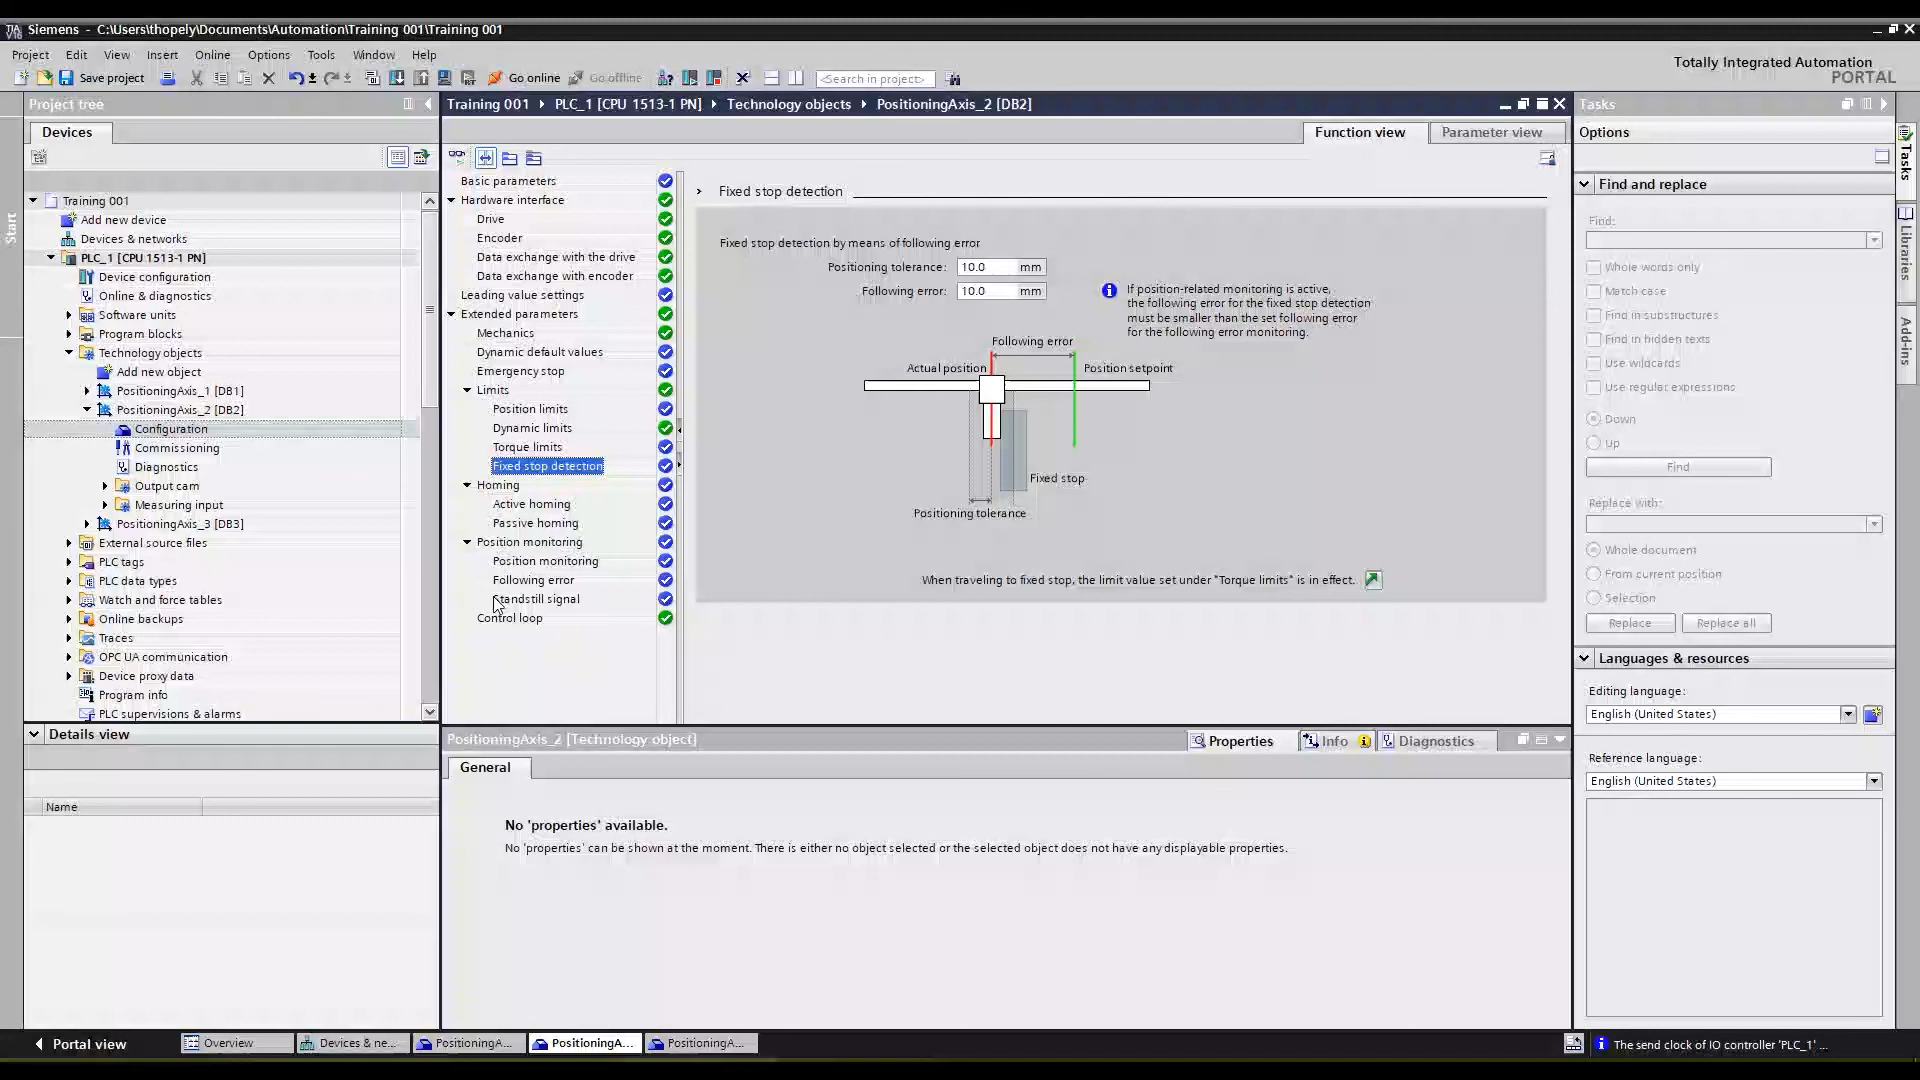 Siemens - C:\Users\thopely\Documents\Automation\Training 001\Training 001
Project Edit View Insert Online Options Tools Window Help
Totally Integrated Automation
PORTAL
Save project
Go online
Go offline
<Search in project>
Project tree
Devices
Start
Training 001
Add new device
Devices & networks
PLC_1 [CPU 1513-1 PN]
Device configuration
Online & diagnostics
Software units
Program blocks
Technology objects
Add new object
PositioningAxis_1 [DB1]
PositioningAxis_2 [DB2]
Configuration
Commissioning
Diagnostics
Output cam
Measuring input
PositioningAxis_3 [DB3]
External source files
PLC tags
PLC data types
Watch and force tables
Online backups
Traces
OPC UA communication
Device proxy data
Program info
PLC supervisions & alarms
Details view
Name
Training 001 PLC_1 [CPU 1513-1 PN] Technology objects PositioningAxis_2 [DB2]
Function view
Parameter view
Basic parameters
Hardware interface
Drive
Encoder
Data exchange with the drive
Data exchange with encoder
Leading value settings
Extended parameters
Mechanics
Dynamic default values
Emergency stop
Limits
Position limits
Dynamic limits
Torque limits
Fixed stop detection
Homing
Active homing
Passive homing
Position monitoring
Position monitoring
Following error
Standstill signal
Control loop
Fixed stop detection
Fixed stop detection by means of following error
Positioning tolerance: 10.0 mm
Following error: 10.0 mm
If position-related monitoring is active,
the following error for the fixed stop detection
must be smaller than the set following error
for the following error monitoring.
Following error
Actual position
Position setpoint
Fixed stop
Positioning tolerance
When traveling to fixed stop, the limit value set under "Torque limits" is in effect.
PositioningAxis_2 [Technology object]
Properties
Info
Diagnostics
General
No 'properties' available.
No 'properties' can be shown at the moment. There is either no object selected or the selected object does not have any displayable properties.
Tasks
Options
Find and replace
Find:
Whole words only
Match case
Find in substructures
Find in hidden texts
Use wildcards
Use regular expressions
Down
Up
Find
Replace with:
Whole document
From current position
Selection
Replace
Replace all
Languages & resources
Editing language:
English (United States)
Reference language:
English (United States)
Tasks
Libraries
Add-ins
Portal view
Overview
Devices & ne...
PositioningA...
PositioningA...
PositioningA...
The send clock of IO controller 'PLC_1' ...